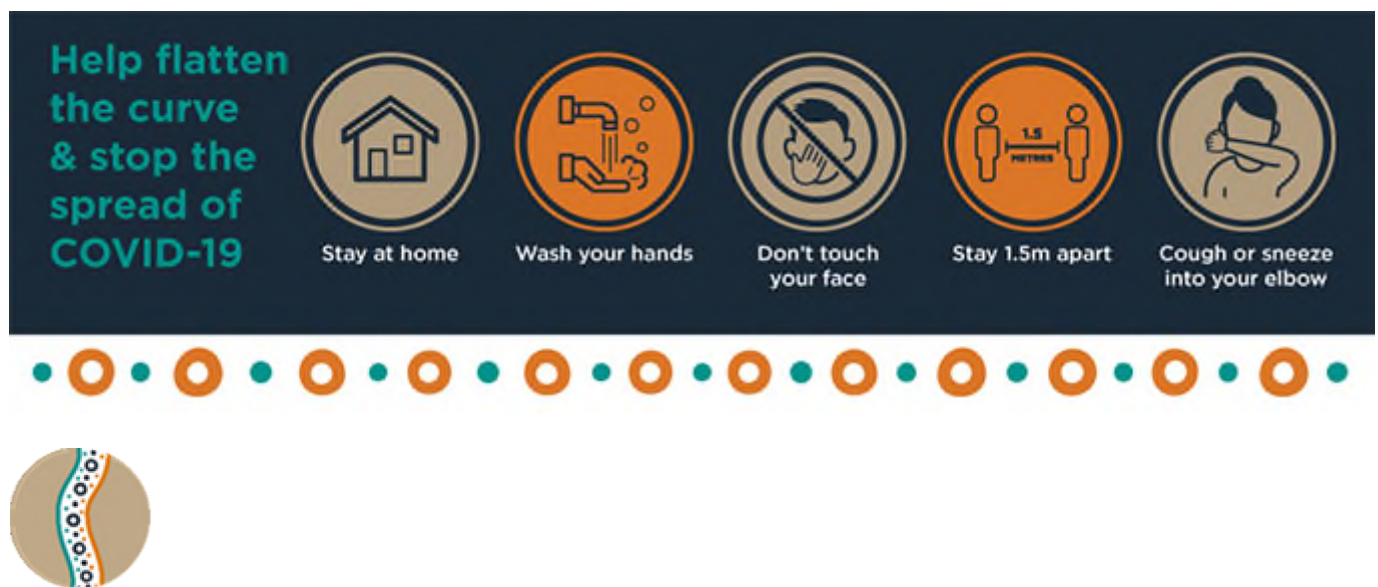 Help flatten
the curve
& stop the
spread of
COVID-19
Stay at home
Wash your hands
Don't touch
your face
1.5
METRES
Stay 1.5m apart
Cough or sneeze
into your elbow